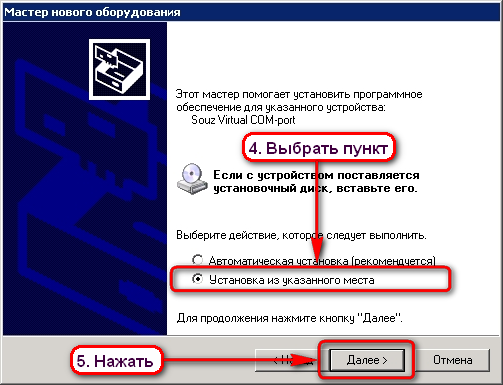 Мастер нового оборудования
Этот мастер помогает установить программное
обеспечение для указанного устройства:
Souz Virtual COM-port
4. Выбрать пункт
Если с устройством поставляется
установочный диск, вставьте его.
Выберите действие, которое следует выполнить.
Автоматическая установка (рекомендуется)
Установка из указанного места
Для продолжения нажмите кнопку "Далее".
5. Нажать
< Назад
Далее >
Отмена